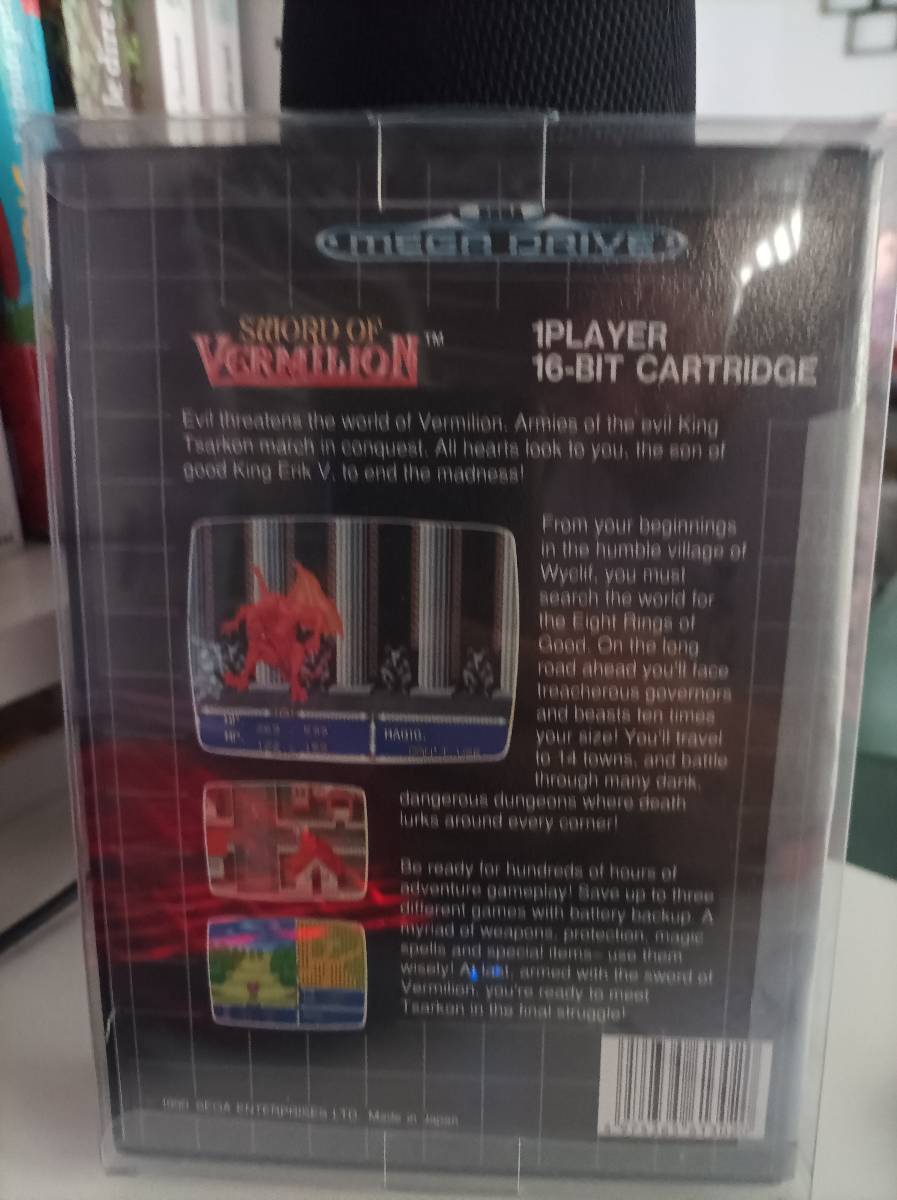 MEGA DRIVE
SWORD OF
VERMILION™
1PLAYER
16-BIT CARTRIDGE
Evil threatens the world of Vermilion. Armies of the evil King
Tsarkon march in conquest. All hearts look to you, the son of
good King Erik V, to end the madness!
From your beginnings
in the humble village of
Wyclif, you must
search the world for
the Eight Rings of
Good. On the long
road ahead you'll face
treacherous governors
and beasts ten times
your size! You'll travel
to 14 towns, and battle
through many dank,
dangerous dungeons where death
lurks around every corner!
MAGIC.
Be ready for hundreds of hours of
adventure gameplay! Save up to three
different games with battery backup. A
myriad of weapons, protection, magic
spells and special items— use them
wisely! At last, armed with the sword of
Vermilion, you're ready to meet
Tsarkon in the final struggle!
1990 SEGA ENTERPRISES LTD. Made in Japan